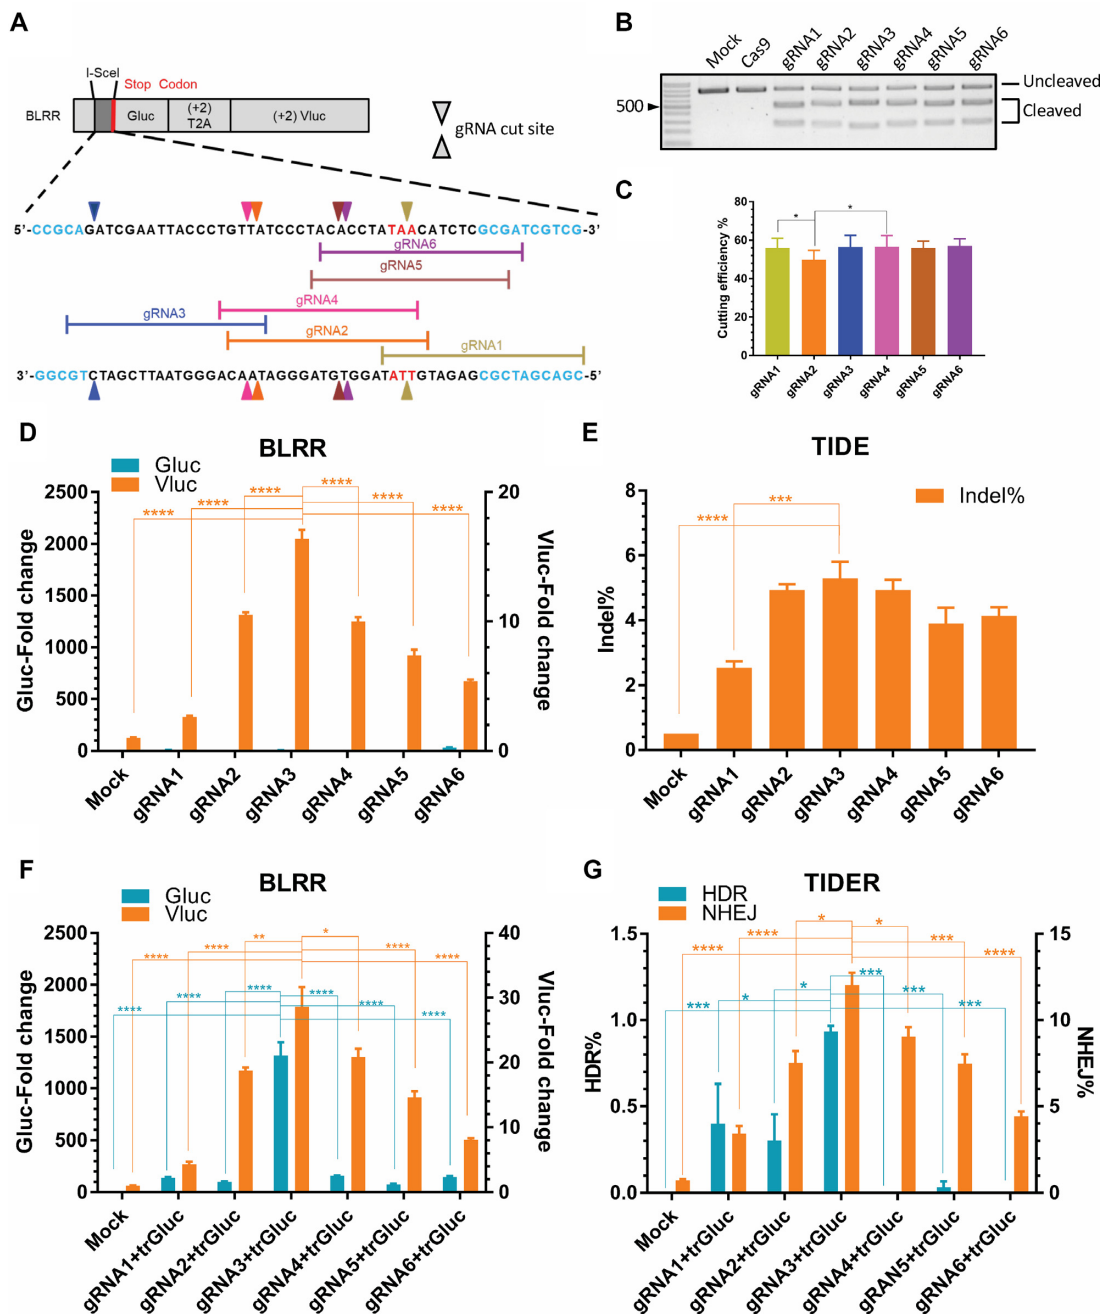 A
I-SceI
Stop Codon
BLRR
Gluc
(+2)
T2A
(+2) Vluc
gRNA cut site
5'-CCGCAGATCGAATTACCCTGTTATCCCTACACCTATAACATCTCGCGATCGTCG-3'
gRNA6
gRNA5
gRNA4
gRNA3
gRNA2
gRNA1
3'-GGCGTCTAGCTTAATGGGACAATAGGGATGTGGATATTGTAGAGCGCTAGCAGC-5'
B
Mock
Cas9
gRNA1
gRNA2
gRNA3
gRNA4
gRNA5
gRNA6
500
Uncleaved
Cleaved
C
Cutting efficiency %
80
60
40
20
0
* *
gRNA1
gRNA2
gRNA3
gRNA4
gRNA5
gRNA6
D
BLRR
Gluc
Vluc
Gluc-Fold change
2500
2000
1500
1000
500
0
Vluc-Fold change
20
10
0
**** **** **** **** **** ****
Mock
gRNA1
gRNA2
gRNA3
gRNA4
gRNA5
gRNA6
E
TIDE
Indel%
Indel%
8
6
4
2
0
**** ***
Mock
gRNA1
gRNA2
gRNA3
gRNA4
gRNA5
gRNA6
F
BLRR
Gluc
Vluc
Gluc-Fold change
2500
2000
1500
1000
500
0
Vluc-Fold change
40
30
20
10
0
**** **** ** * **** ****
**** **** **** **** **** ****
Mock
gRNA1+trGluc
gRNA2+trGluc
gRNA3+trGluc
gRNA4+trGluc
gRNA5+trGluc
gRNA6+trGluc
G
TIDER
HDR
NHEJ
HDR%
1.5
1.0
0.5
0.0
NHEJ%
15
10
5
0
**** **** * * *** ****
*** * * *** *** ***
Mock
gRNA1+trGluc
gRNA2+trGluc
gRNA3+trGluc
gRNA4+trGluc
gRAN5+trGluc
gRNA6+trGluc